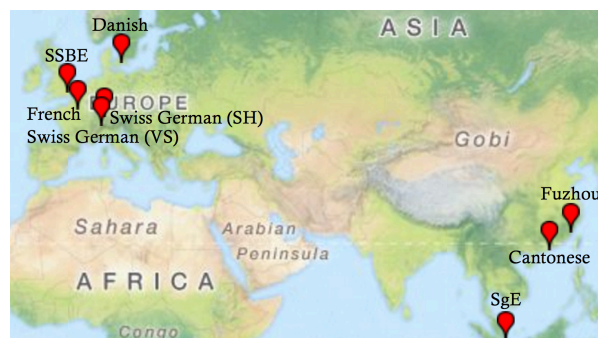 Danish
ASIA
SSBE
EUROPE
French
Swiss German (SH)
Swiss German (VS)
Gobi
Fuzhou
Sahara
Arabian
Peninsula
Cantonese
AFRICA
SgE
Congo